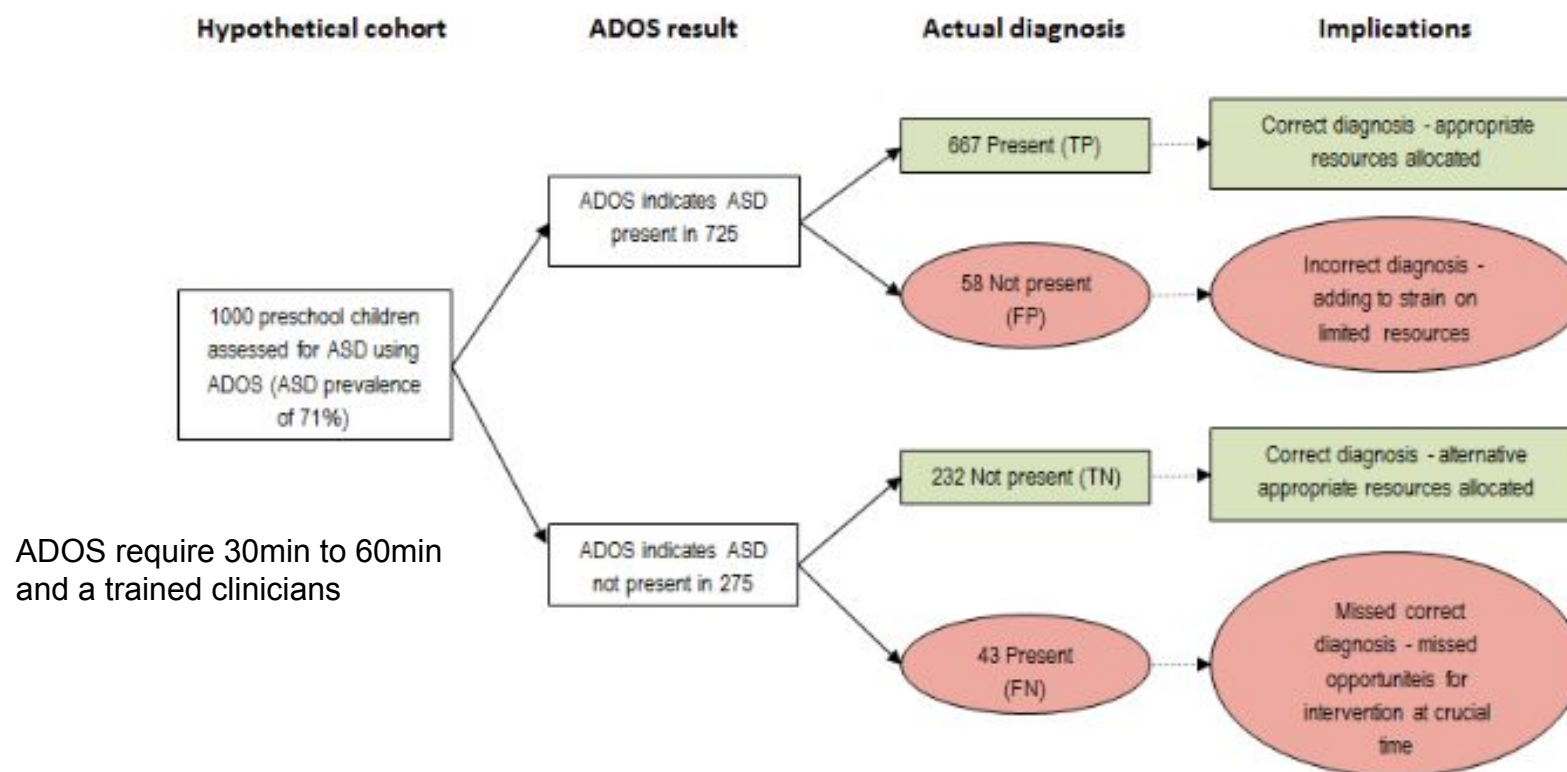 Hypothetical cohort
ADOS result
Actual diagnosis
Implications
1000 preschool children
assessed for ASD using
ADOS (ASD prevalence
of 71%)
ADOS indicates ASD
present in 725
667 Present (TP)
Correct diagnosis - appropriate
resources allocated
58 Not present
(FP)
Incorrect diagnosis -
adding to strain on
limited resources
ADOS indicates ASD
not present in 275
232 Not present (TN)
Correct diagnosis - alternative
appropriate resources allocated
43 Present
(FN)
Missed correct
diagnosis - missed
opportuniteis for
intervention at crucial
time
ADOS require 30min to 60min
and a trained clinicians